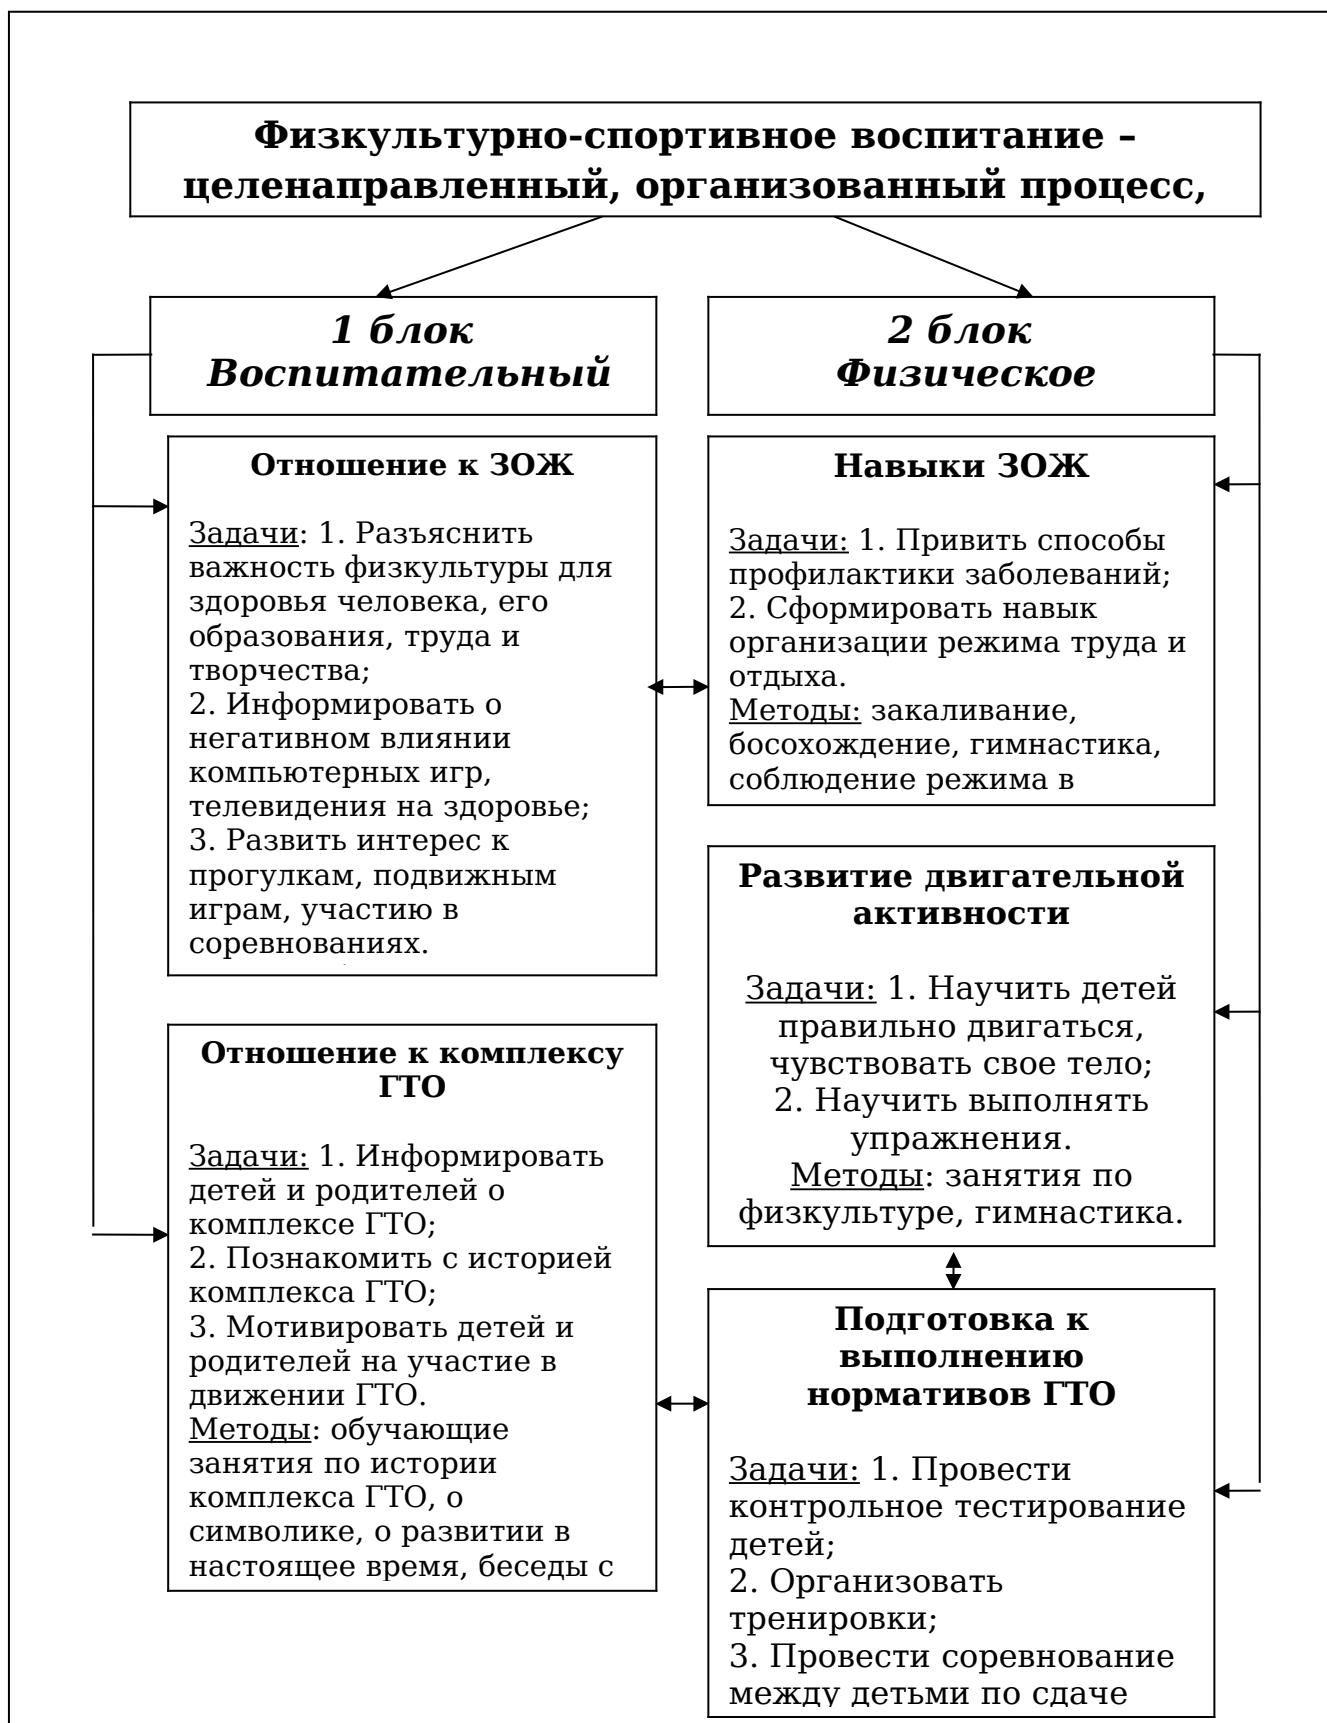 Физкультурно-спортивное воспитание –
целенаправленный, организованный процесс,
1 блок
Воспитательный
2 блок
Физическое
Отношение к ЗОЖ
Задачи: 1. Разъяснить
важность физкультуры для
здоровья человека, его
образования, труда и
творчества;
2. Информировать о
негативном влиянии
компьютерных игр,
телевидения на здоровье;
3. Развить интерес к
прогулкам, подвижным
играм, участию в
соревнованиях.
Навыки ЗОЖ
Задачи: 1. Привить способы
профилактики заболеваний;
2. Сформировать навык
организации режима труда и
отдыха.
Методы: закаливание,
босохождение, гимнастика,
соблюдение режима в
Развитие двигательной
активности
Задачи: 1. Научить детей
правильно двигаться,
чувствовать свое тело;
2. Научить выполнять
упражнения.
Методы: занятия по
физкультуре, гимнастика.
Отношение к комплексу
ГТО
Задачи: 1. Информировать
детей и родителей о
комплексе ГТО;
2. Познакомить с историей
комплекса ГТО;
3. Мотивировать детей и
родителей на участие в
движении ГТО.
Методы: обучающие
занятия по истории
комплекса ГТО, о
символике, о развитии в
настоящее время, беседы с
Подготовка к
выполнению
нормативов ГТО
Задачи: 1. Провести
контрольное тестирование
детей;
2. Организовать
тренировки;
3. Провести соревнование
между детьми по сдаче